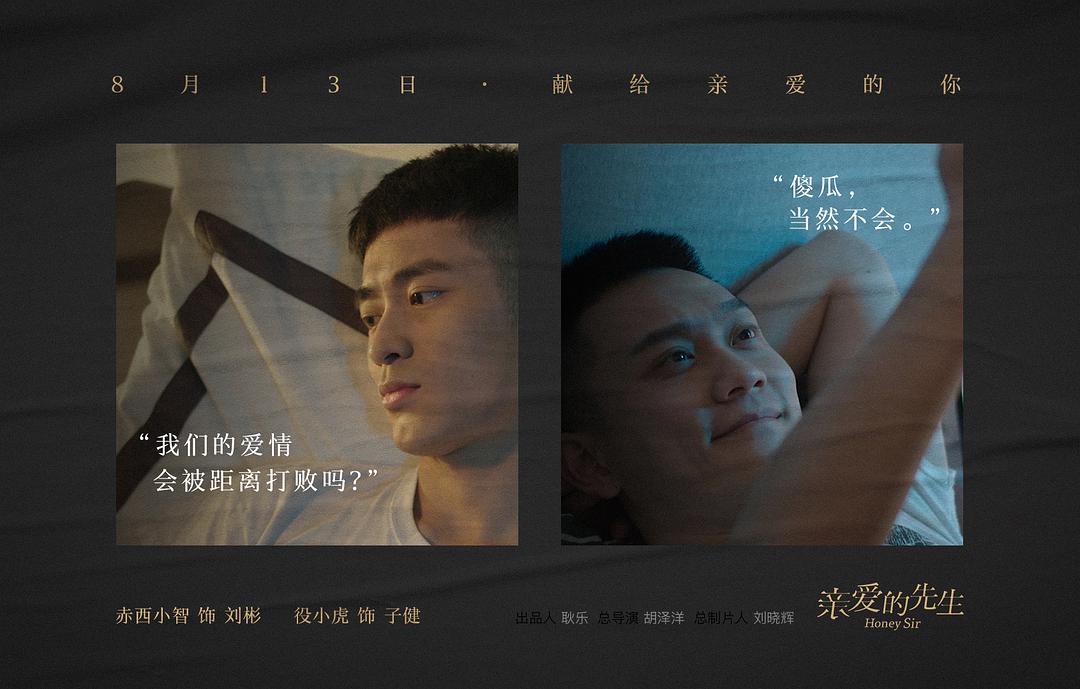 8月13日·献给亲爱的你
“傻瓜，
当然不会。”
“我们的爱情
会被距离打败吗？”
赤西小智 饰 刘彬 役小虎 饰 子健
出品人 耿乐 总导演 胡泽洋 总制片人 刘晓辉
亲爱的先生
Honey Sir